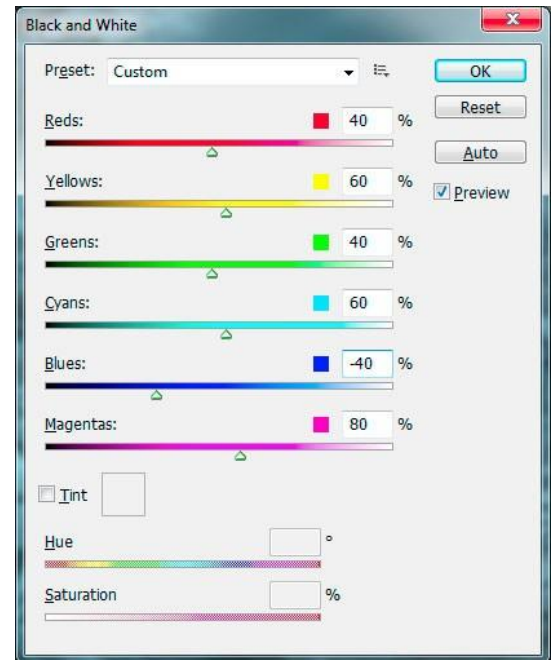 Black and White
Preset: Custom
OK
Reset
Auto
Preview
Reds: 40 %
Yellows: 60 %
Greens: 40 %
Cyans: 60 %
Blues: -40 %
Magentas: 80 %
Tint
Hue °
Saturation %